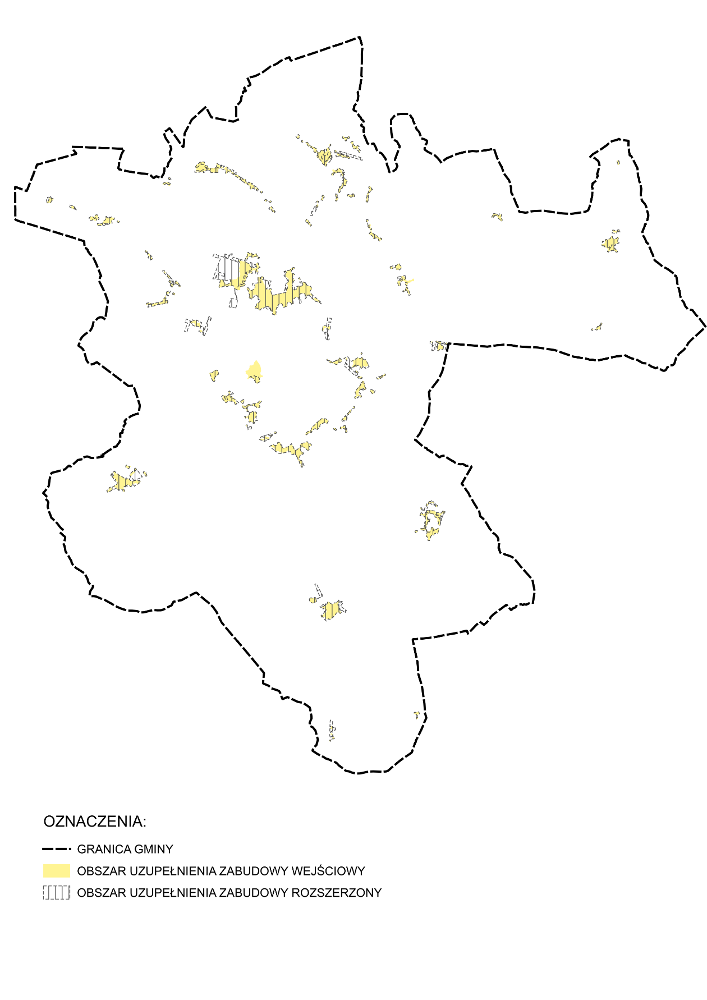 OZNACZENIA:
GRANICA GMINY
OBSZAR UZUPEŁNIENIA ZABUDOWY WEJŚCIOWY
OBSZAR UZUPEŁNIENIA ZABUDOWY ROZSZERZONY